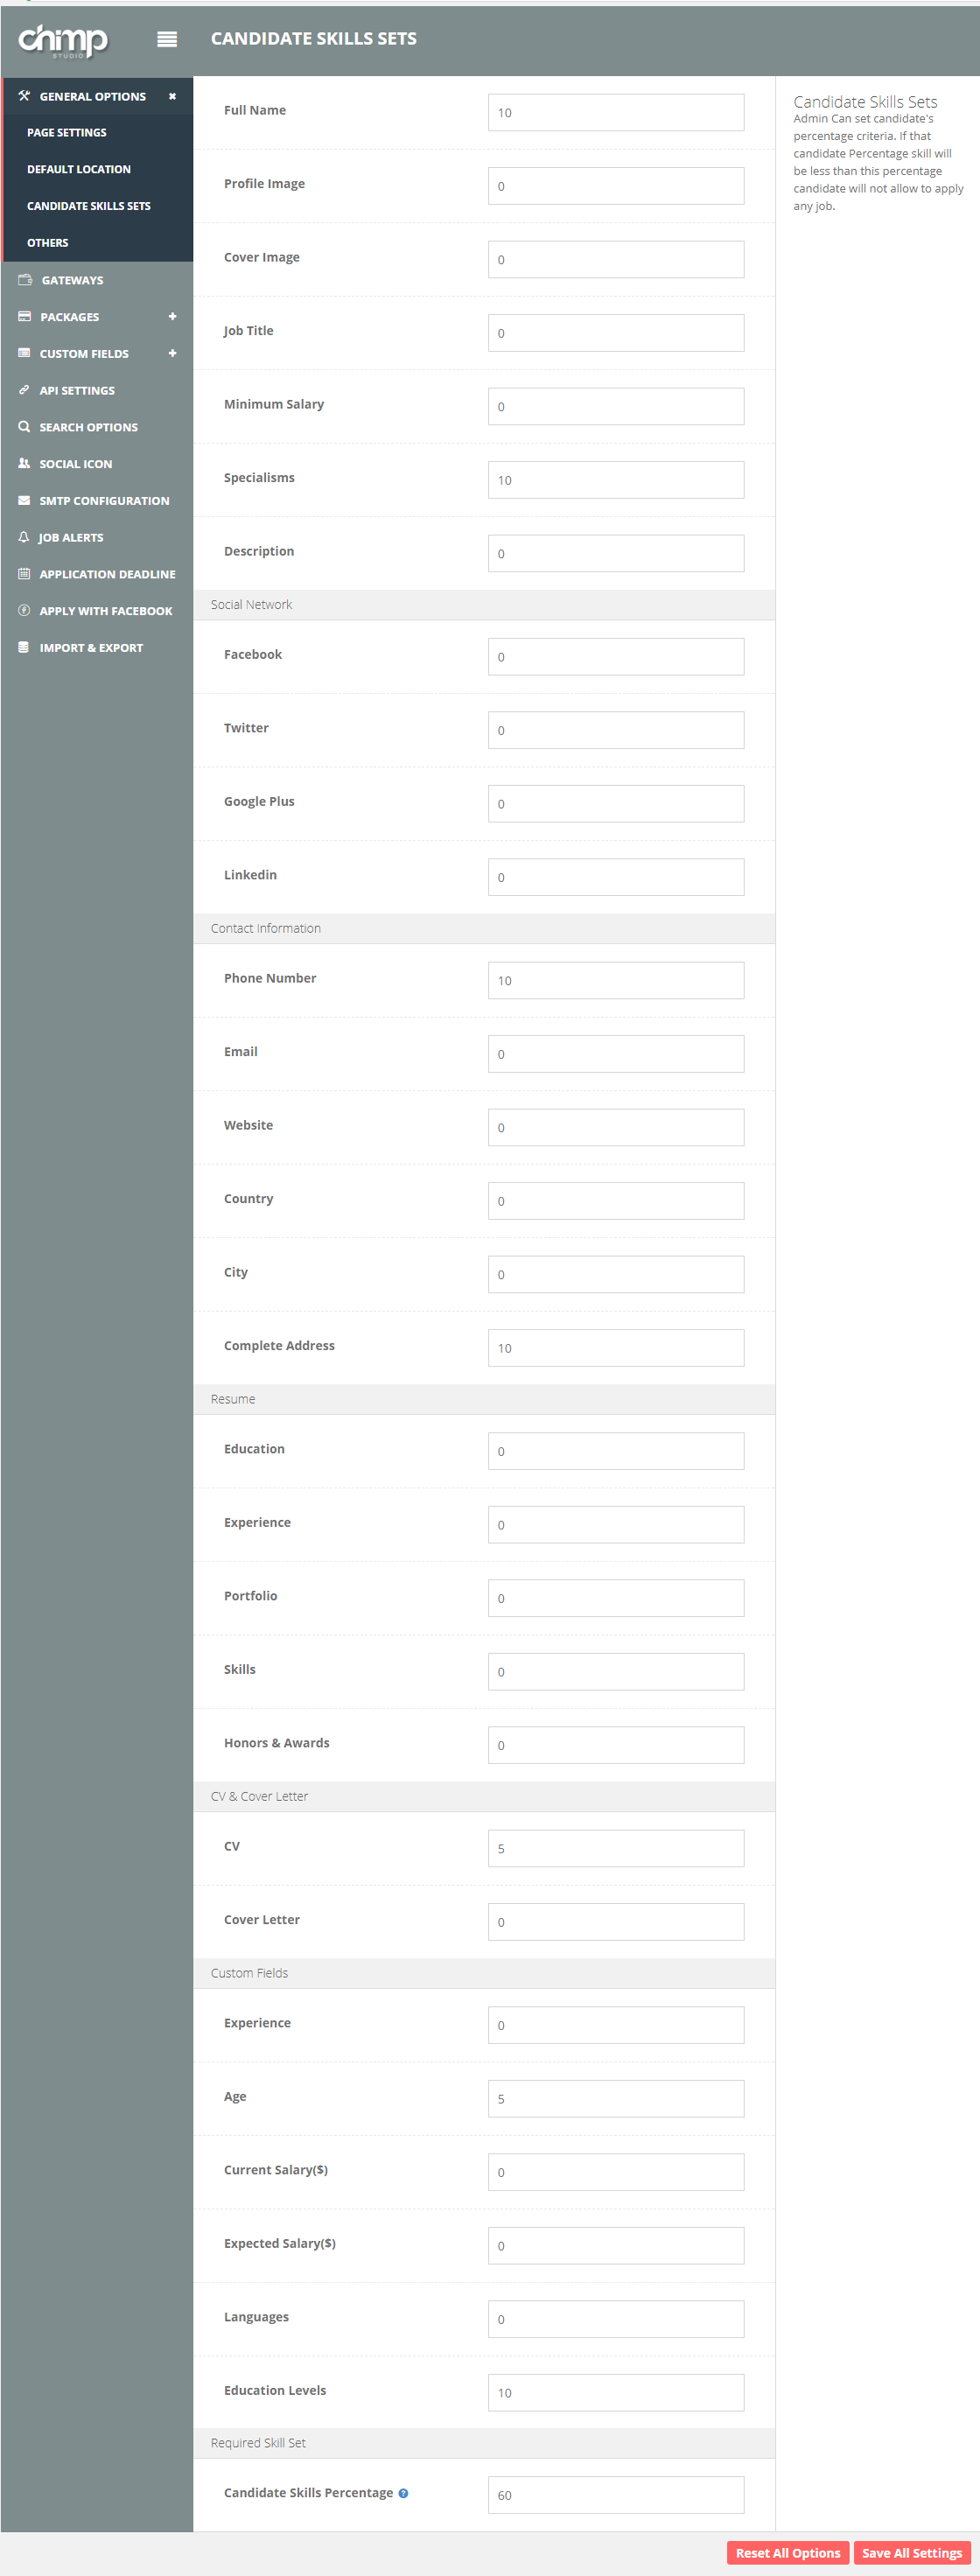 chimp
STUDIO
CANDIDATE SKILLS SETS
GENERAL OPTIONS
PAGE SETTINGS
DEFAULT LOCATION
CANDIDATE SKILLS SETS
OTHERS
GATEWAYS
PACKAGES
CUSTOM FIELDS
API SETTINGS
SEARCH OPTIONS
SOCIAL ICON
SMTP CONFIGURATION
JOB ALERTS
APPLICATION DEADLINE
APPLY WITH FACEBOOK
IMPORT & EXPORT
Full Name 10
Profile Image 0
Cover Image 0
Job Title 0
Minimum Salary 0
Specialisms 10
Description 0
Social Network
Facebook 0
Twitter 0
Google Plus 0
Linkedin 0
Contact Information
Phone Number 10
Email 0
Website 0
Country 0
City 0
Complete Address 10
Resume
Education 0
Experience 0
Portfolio 0
Skills 0
Honors & Awards 0
CV & Cover Letter
CV 5
Cover Letter 0
Custom Fields
Experience 0
Age 5
Current Salary($) 0
Expected Salary($) 0
Languages 0
Education Levels 10
Required Skill Set
Candidate Skills Percentage ? 60
Candidate Skills Sets
Admin Can set candidate's
percentage criteria. If that
candidate Percentage skill will
be less than this percentage
candidate will not allow to apply
any job.
Reset All Options
Save All Settings